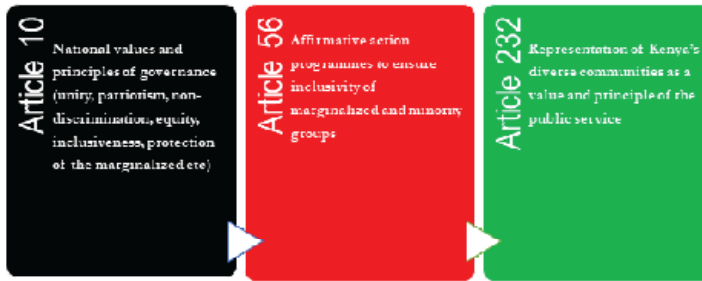 Article 10
National values and
principles of governance
(unity, patriotism, non-
discrimination, equity,
inclusiveness, protection
of the marginalized etc)
Article 56
Affirmative action
programmes to ensure
inclusivity of
marginalized and minority
groups
Article 232
Representation of Kenya's
diverse communities as a
value and principle of the
public service